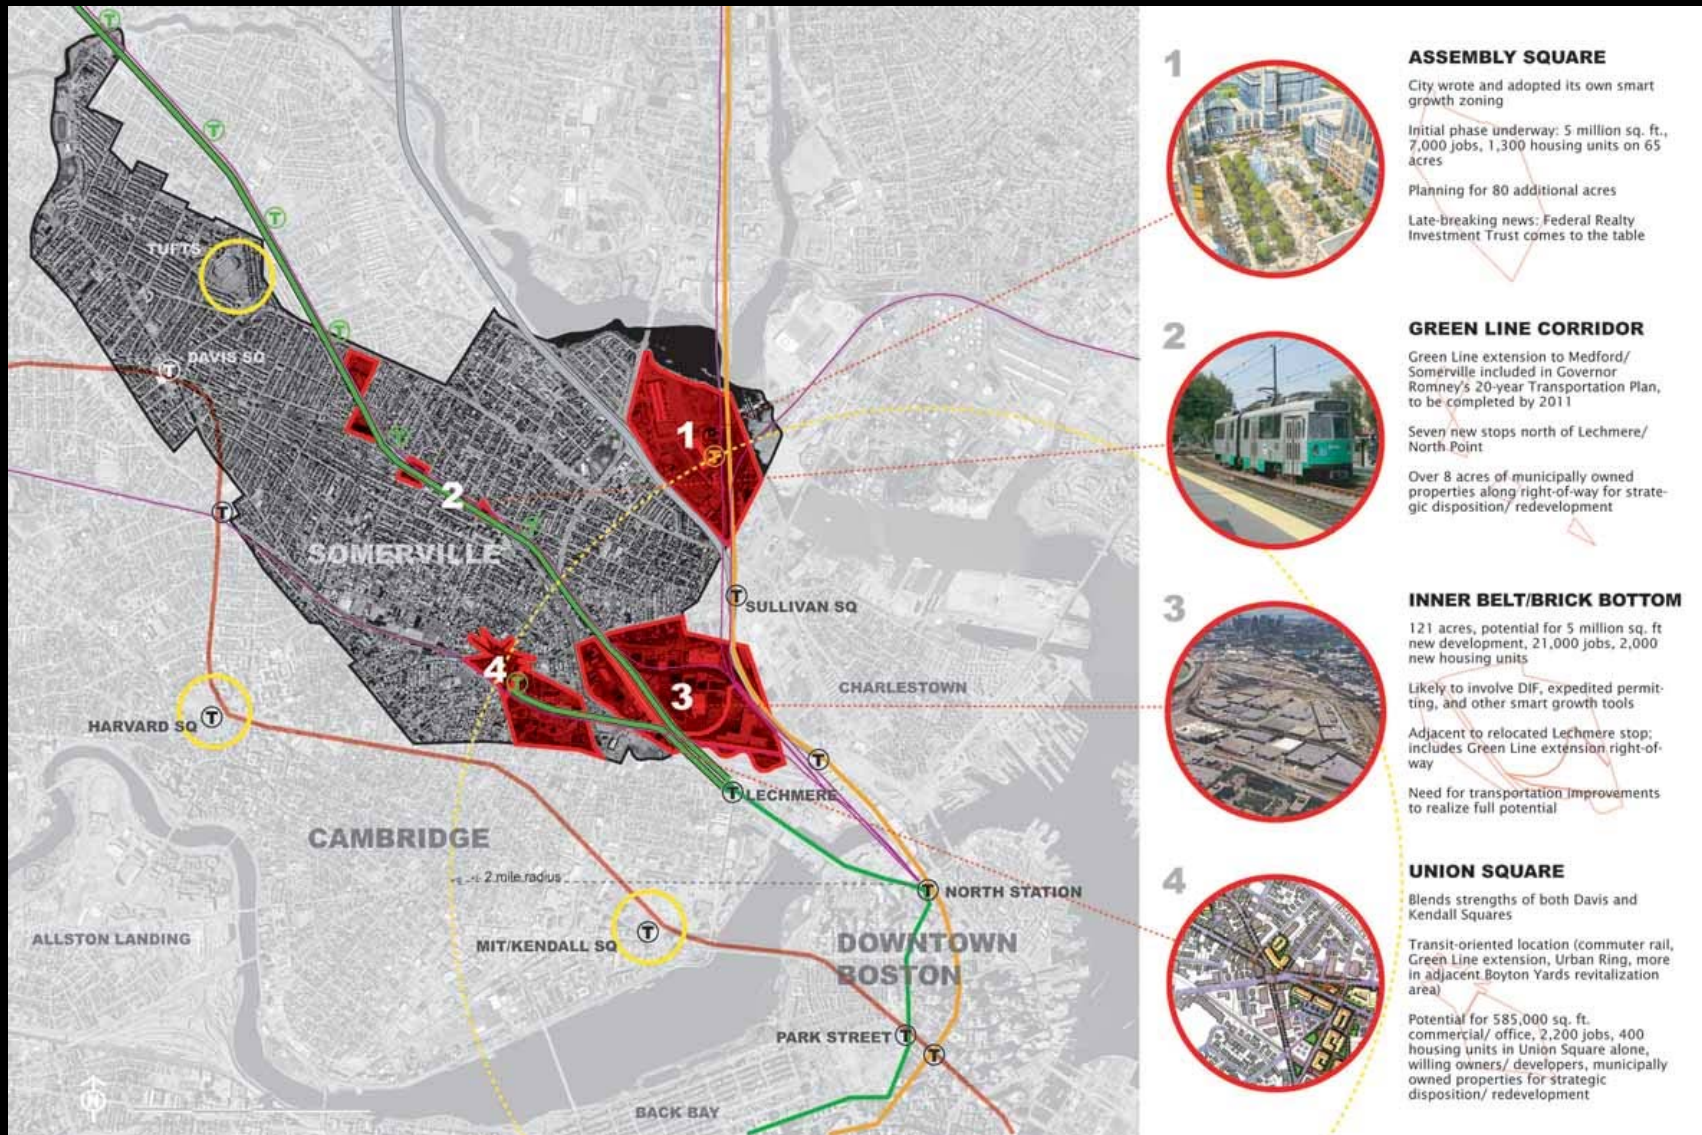 T
T
T
TUFTS
T
DAVIS SQ
T
1
T
T
2
T
T
SOMERVILLE
T
SULLIVAN SQ
4
T
3
CHARLESTOWN
HARVARD SQ
T
T
T
LECHMERE
CAMBRIDGE
+/- 2 mile radius
T
NORTH STATION
ALLSTON LANDING
MIT/KENDALL SQ
T
DOWNTOWN
BOSTON
PARK STREET
T
T
BACK BAY
N
1
ASSEMBLY SQUARE
City wrote and adopted its own smart
growth zoning
Initial phase underway: 5 million sq. ft.,
7,000 jobs, 1,300 housing units on 65
acres
Planning for 80 additional acres
Late-breaking news: Federal Realty
Investment Trust comes to the table
2
GREEN LINE CORRIDOR
Green Line extension to Medford/
Somerville included in Governor
Romney's 20-year Transportation Plan,
to be completed by 2011
Seven new stops north of Lechmere/
North Point
Over 8 acres of municipally owned
properties along right-of-way for strate-
gic disposition/ redevelopment
3
INNER BELT/BRICK BOTTOM
121 acres, potential for 5 million sq. ft
new development, 21,000 jobs, 2,000
new housing units
Likely to involve DIF, expedited permit-
ting, and other smart growth tools
Adjacent to relocated Lechmere stop;
includes Green Line extension right-of-
way
Need for transportation improvements
to realize full potential
4
UNION SQUARE
Blends strengths of both Davis and
Kendall Squares
Transit-oriented location (commuter rail,
Green Line extension, Urban Ring, more
in adjacent Boyton Yards revitalization
area)
Potential for 585,000 sq. ft.
commercial/ office, 2,200 jobs, 400
housing units in Union Square alone,
willing owners/ developers, municipally
owned properties for strategic
disposition/ redevelopment